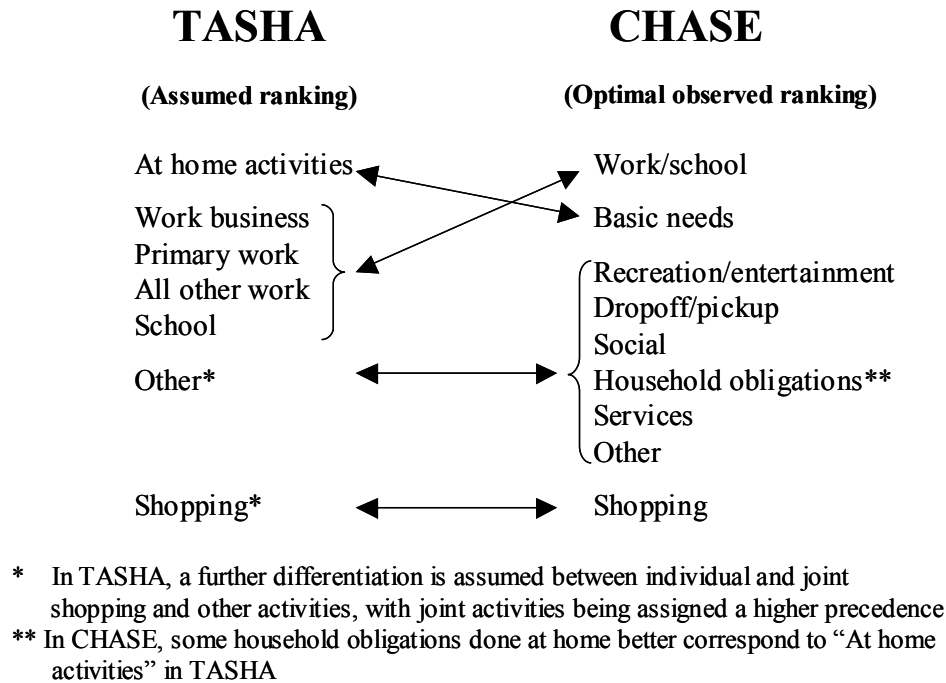 TASHA
CHASE
(Assumed ranking)
(Optimal observed ranking)
At home activities
Work business
Primary work
All other work
School
Other*
Shopping*
Work/school
Basic needs
Recreation/entertainment
Dropoff/pickup
Social
Household obligations**
Services
Other
Shopping
* In TASHA, a further differentiation is assumed between individual and joint
shopping and other activities, with joint activities being assigned a higher precedence
** In CHASE, some household obligations done at home better correspond to “At home
activities” in TASHA